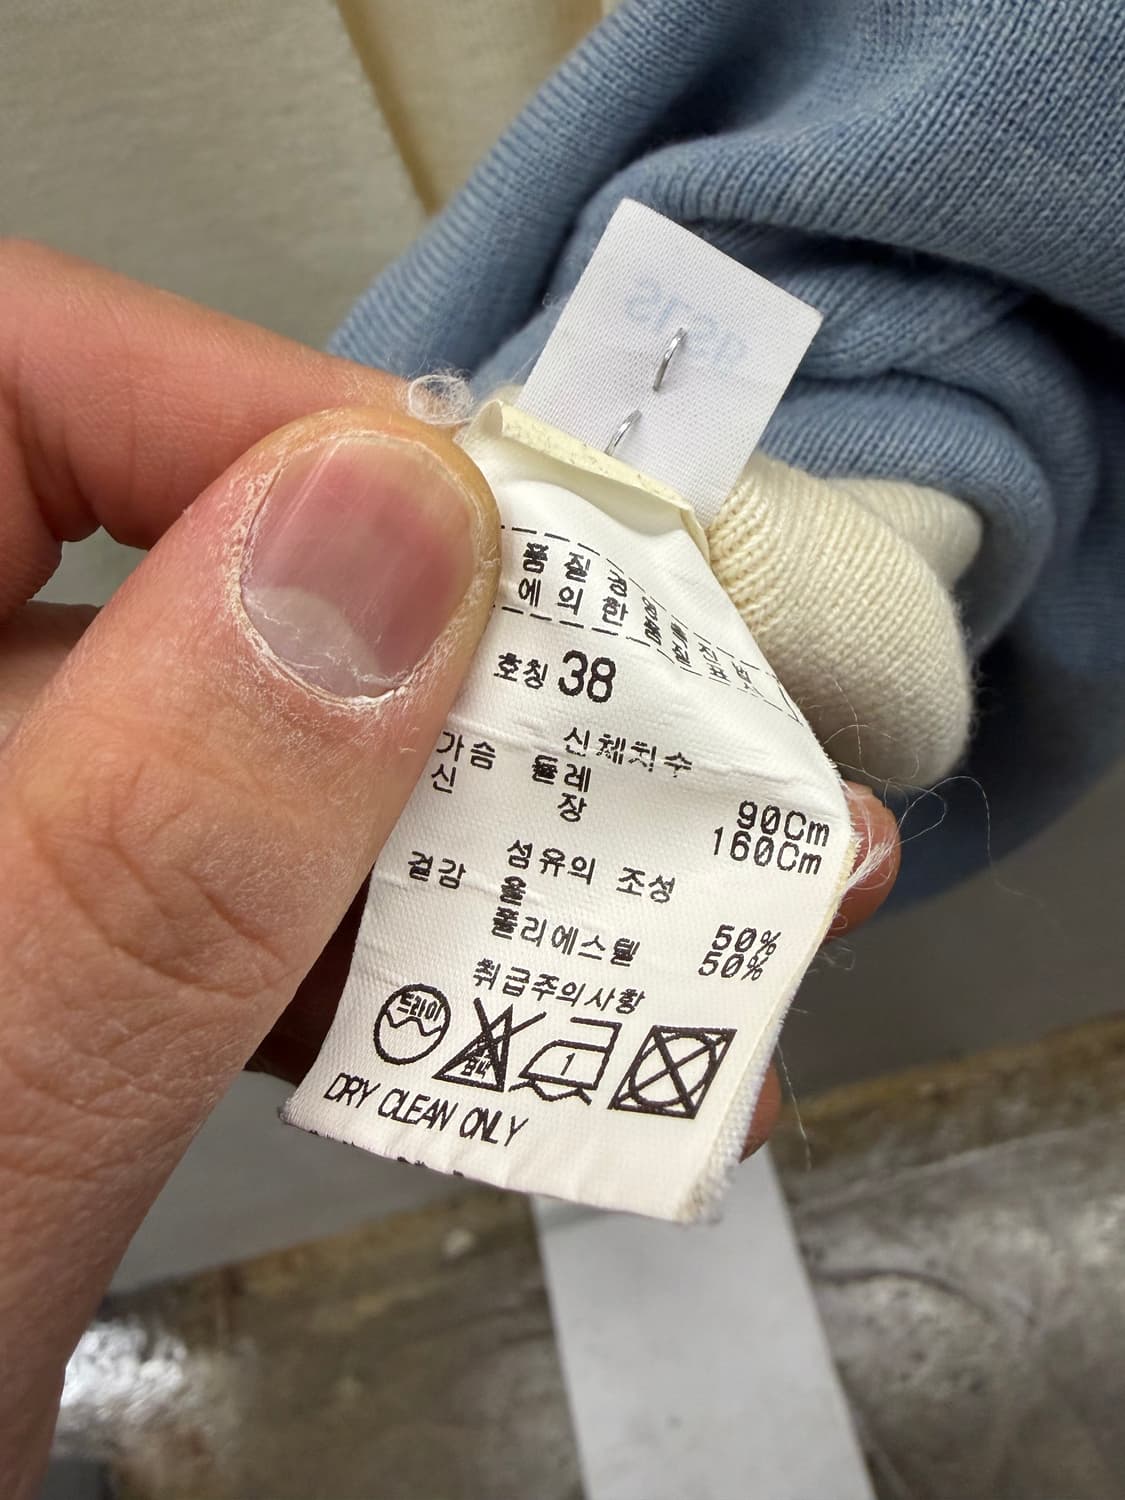 품질
에의한
호칭 38
신체치수
가슴 둘레 90Cm
신 장 160Cm
섬유의 조성
겉감 울 50%
폴리에스텔 50%
취급주의사항
드라이
1
DRY CLEAN ONLY